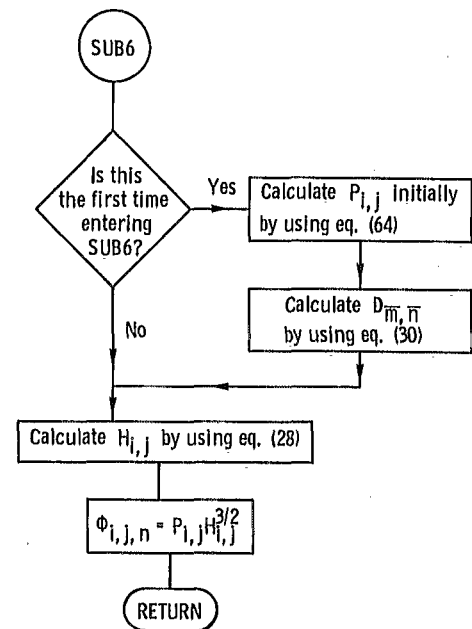 SUB6
Is this
the first time
entering
SUB6?
Yes
Calculate P_{i,j} initially
by using eq. (64)
Calculate D_{m̅,n̅}
by using eq. (30)
No
Calculate H_{i,j} by using eq. (28)
Φ_{i,j,n} = P_{i,j}H_{i,j}^{3/2}
RETURN